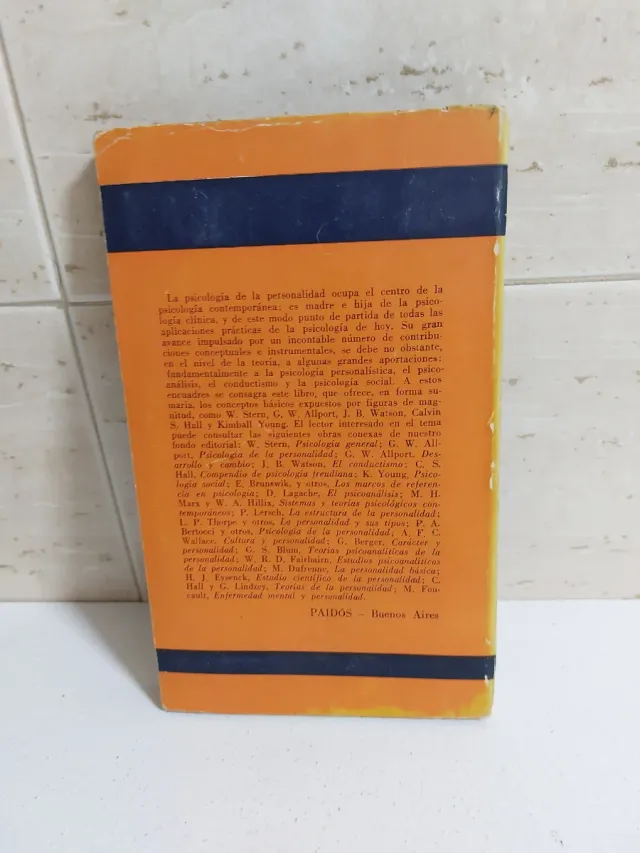 La psicología de la personalidad ocupa el centro de la
psicología contemporánea: es madre e hija de la psico-
logía clínica, y de este modo punto de partida de todas las
aplicaciones prácticas de la psicología de hoy. Su gran
avance impulsado por un incontable número de contribu-
ciones conceptuales e instrumentales, se debe no obstante,
en el nivel de la teoría, a algunas grandes aportaciones:
fundamentalmente a la psicología personalística, el psico-
análisis, el conductismo y la psicología social. A estos
encuadres se consagra este libro, que ofrece, en forma su-
maria, los conceptos básicos expuestos por figuras de mag-
nitud, como W. Stern, G. W. Allport, J. B. Watson, Calvin
S. Hall y Kimball Young. El lector interesado en el tema
puede consultar las siguientes obras conexas de nuestro
fondo editorial: W. Stern, Psicología general; G. W. All-
port, Psicología de la personalidad; G. W. Allport. Des-
arrollo y cambio; J. B. Watson, El conductismo; C. S.
Hall, Compendio de psicología freudiana; K. Young, Psico-
logía social; E. Brunswik, y otros, Los marcos de referen-
cia en psicología; D. Lagache, El psicoanálisis; M. H.
Marx y W. A. Hillix, Sistemas y teorías psicológicos con-
temporáneos; P. Lersch, La estructura de la personalidad;
L. P. Thorpe y otros, La personalidad y sus tipos; P. A.
Bertocci y otros, Psicología de la personalidad, A. F. C.
Wallace. Cultura y personalidad; G. Berger. Carácter y
personalidad; G. S. Blum, Teorías psicoanalíticas de la
personalidad; W. R. D. Fairbairn, Estudios psicoanalíticos
de la personalidad; M. Dufrenne, La personalidad básica;
H. J. Eysenck, Estudio científico de la personalidad; C.
Hall y G. Lindzey, Teorías de la personalidad; M. Fou-
cault, Enfermedad mental y personalidad.
PAIDÓS – Buenos Aires